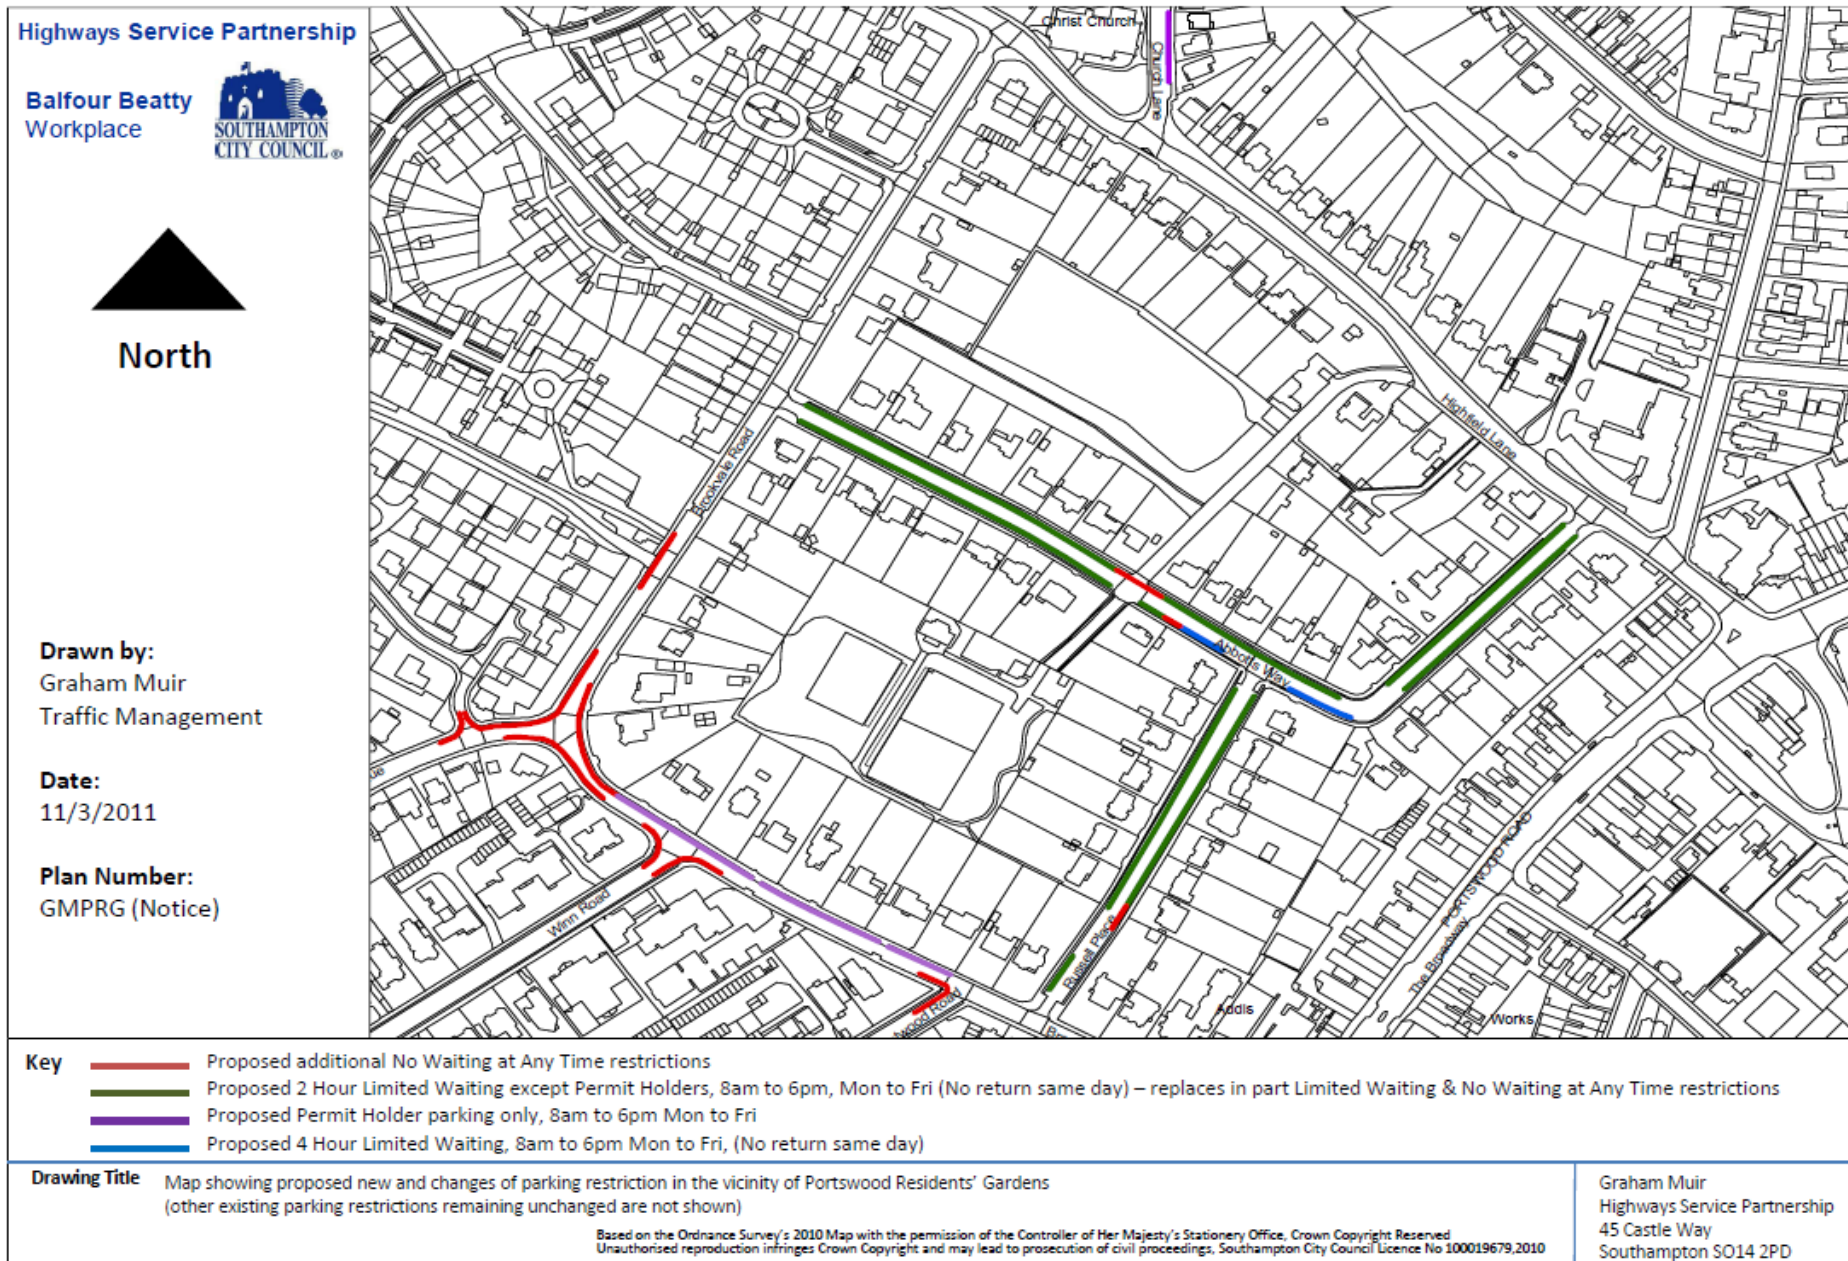 Highways Service Partnership
Balfour Beatty
Workplace
SOUTHAMPTON
CITY COUNCIL ®
North
Drawn by:
Graham Muir
Traffic Management
Date:
11/3/2011
Plan Number:
GMPRG (Notice)
Christ Church
Church Lane
Highfield Lane
Brookvale Road
Abbotts Way
Winn Road
Russell Place
PORTSWOOD ROAD
The Broadway
Addis
Works
Key
Proposed additional No Waiting at Any Time restrictions
Proposed 2 Hour Limited Waiting except Permit Holders, 8am to 6pm, Mon to Fri (No return same day) – replaces in part Limited Waiting & No Waiting at Any Time restrictions
Proposed Permit Holder parking only, 8am to 6pm Mon to Fri
Proposed 4 Hour Limited Waiting, 8am to 6pm Mon to Fri, (No return same day)
Drawing Title
Map showing proposed new and changes of parking restriction in the vicinity of Portswood Residents' Gardens
(other existing parking restrictions remaining unchanged are not shown)
Based on the Ordnance Survey's 2010 Map with the permission of the Controller of Her Majesty's Stationery Office, Crown Copyright Reserved
Unauthorised reproduction infringes Crown Copyright and may lead to prosecution of civil proceedings, Southampton City Council Licence No 100019679,2010
Graham Muir
Highways Service Partnership
45 Castle Way
Southampton SO14 2PD